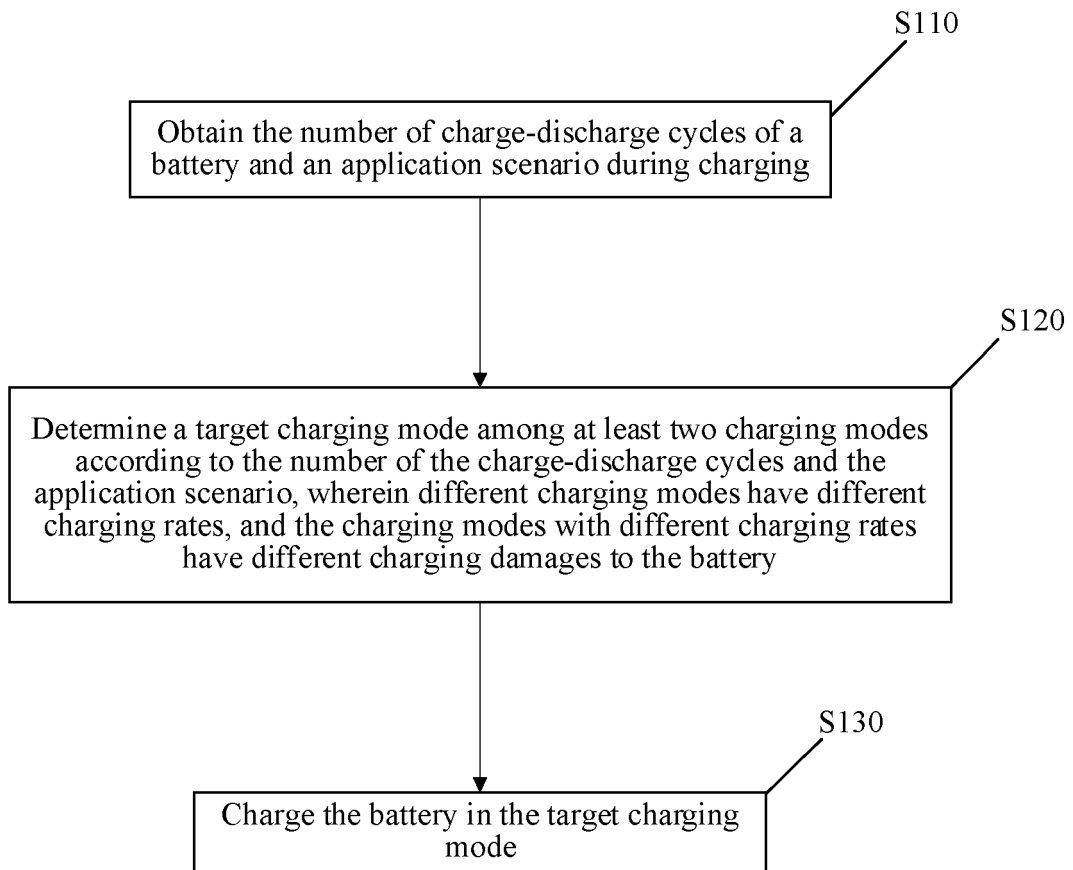 S110
Obtain the number of charge-discharge cycles of a
battery and an application scenario during charging
S120
Determine a target charging mode among at least two charging modes
according to the number of the charge-discharge cycles and the
application scenario, wherein different charging modes have different
charging rates, and the charging modes with different charging rates
have different charging damages to the battery
S130
Charge the battery in the target charging
mode